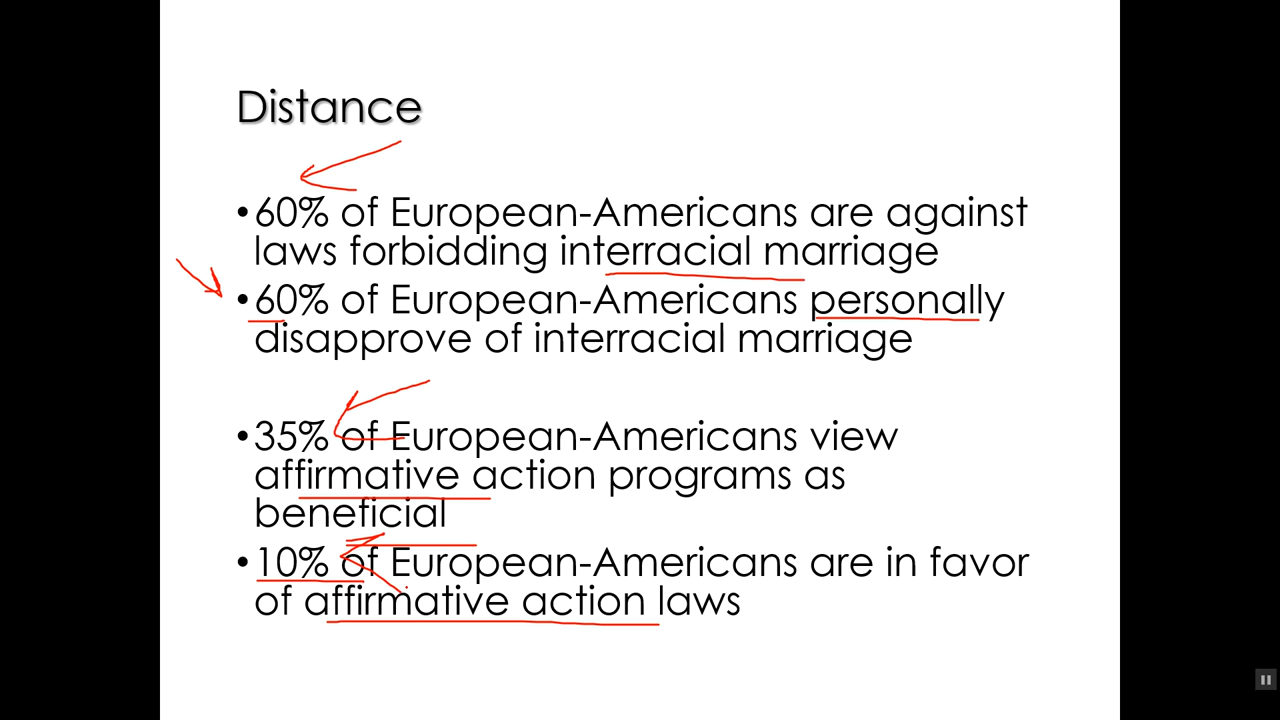 Distance
•60% of European-Americans are against
laws forbidding interracial marriage
•60% of European-Americans personally
disapprove of interracial marriage
•35% of European-Americans view
affirmative action programs as
beneficial
•10% of European-Americans are in favor
of affirmative action laws